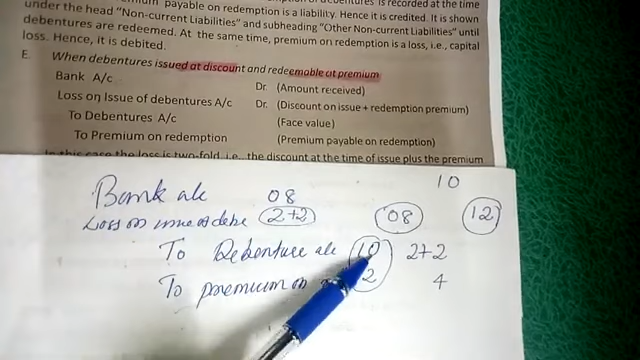 payable on redemption is a liability. Hence it is credited. It is shown
under the head "Non-current Liabilities" and subheading "Other Non-current Liabilities" until
debentures are redeemed. At the same time, premium on redemption is a loss, i.e., capital
loss. Hence, it is debited.
E. When debentures issued at discount and redeemable at premium
Bank A/c Dr. (Amount received)
Loss on Issue of debentures A/c Dr. (Discount on issue + redemption premium)
To Debentures A/c (Face value)
To Premium on redemption (Premium payable on redemption)
In this case the loss is two-fold, i.e., the discount at the time of issue plus the premium
10
Bank a/c 08
Loss on issue of debe 2+2 08 12
To Debenture a/c 10 2+2
To premium on 2 4